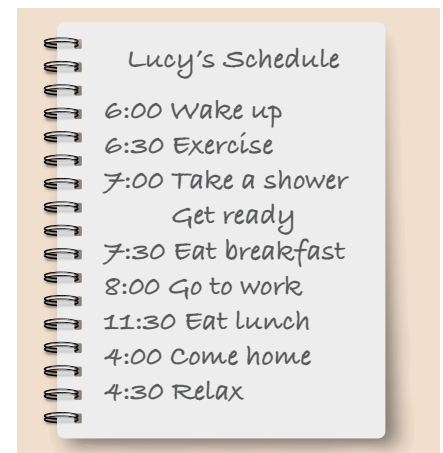 Lucy's Schedule
6:00 Wake up
6:30 Exercise
7:00 Take a shower
Get ready
7:30 Eat breakfast
8:00 Go to work
11:30 Eat lunch
4:00 Come home
4:30 Relax